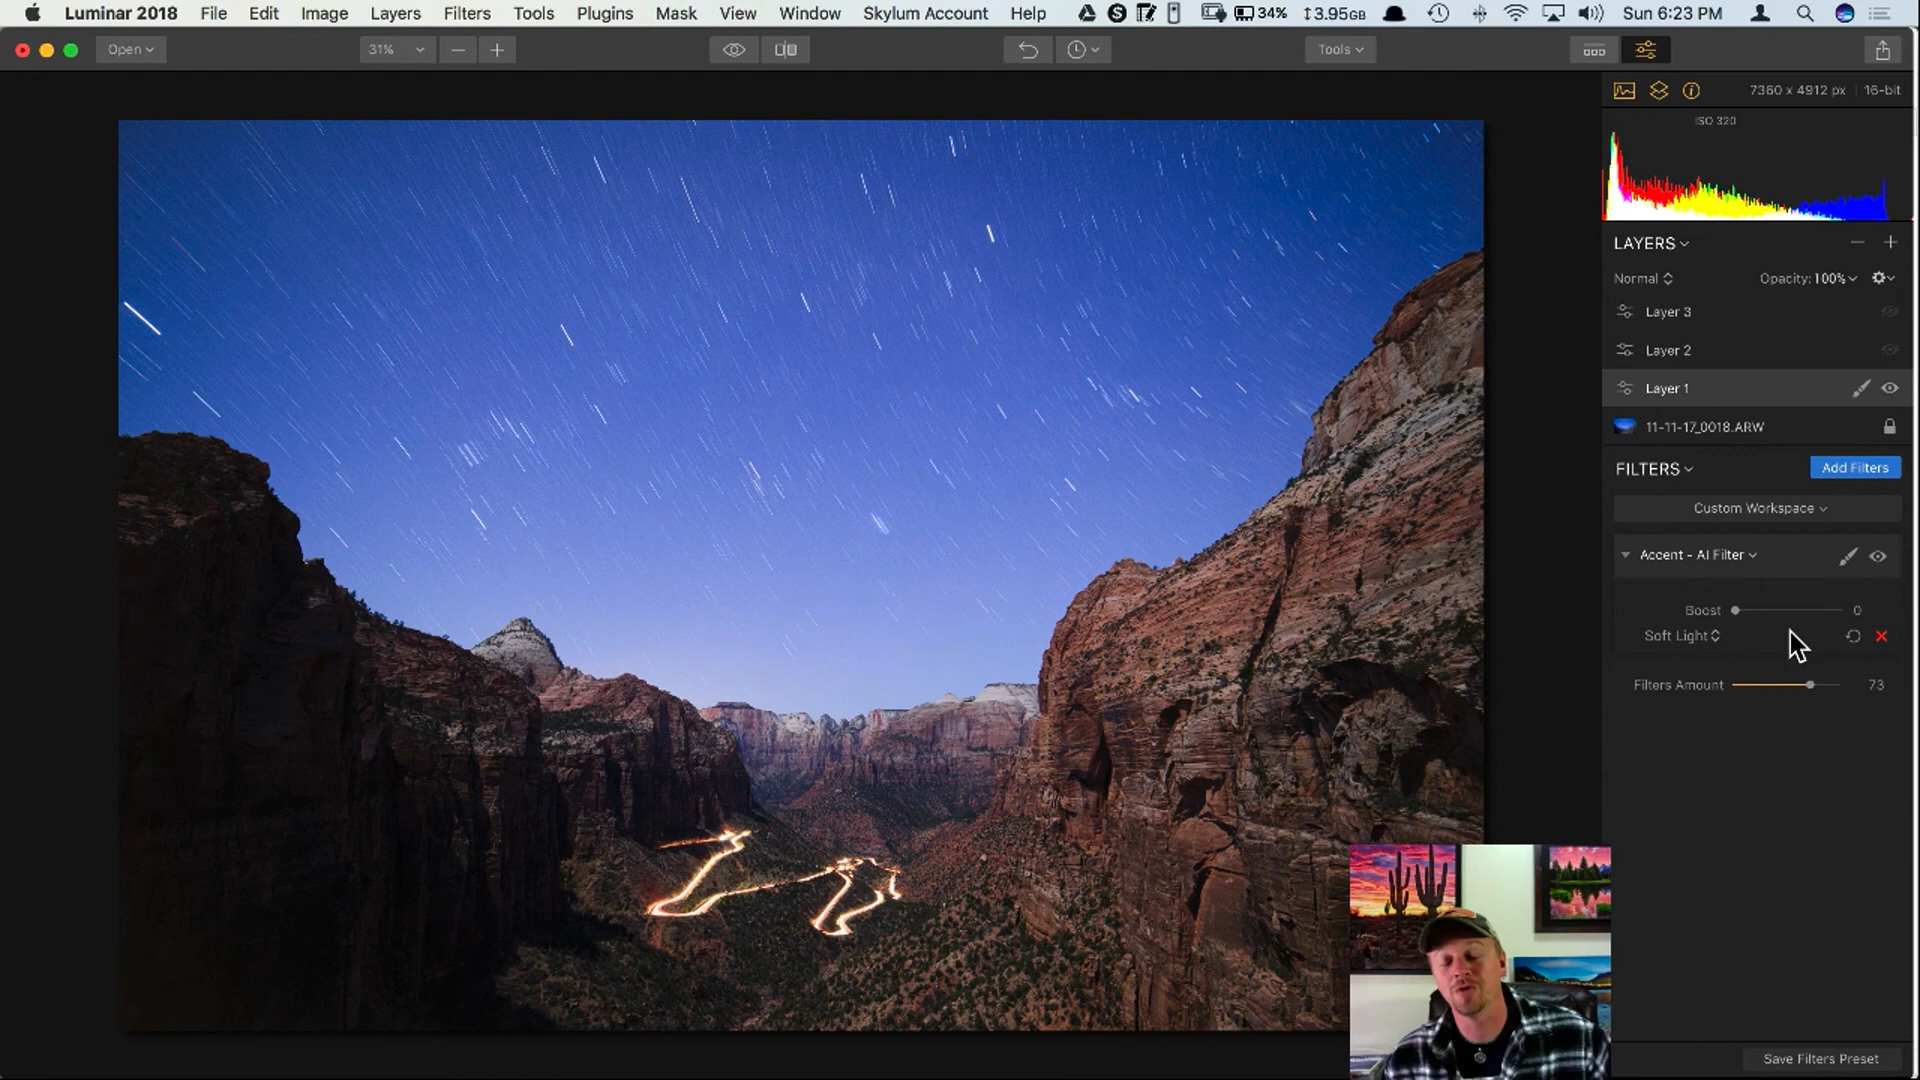 Luminar 2018 File Edit Image Layers Filters Tools Plugins Mask View Window Skylum Account Help 34% 3.95GB Sun 6:23 PM
Open 31% Tools
7360 x 4912 px 16-bit
ISO 320
LAYERS
Normal Opacity: 100%
Layer 3
Layer 2
Layer 1
11-11-17_0018.ARW
FILTERS Add Filters
Custom Workspace
Accent - AI Filter
Boost 0
Soft Light
Filters Amount 73
Save Filters Preset